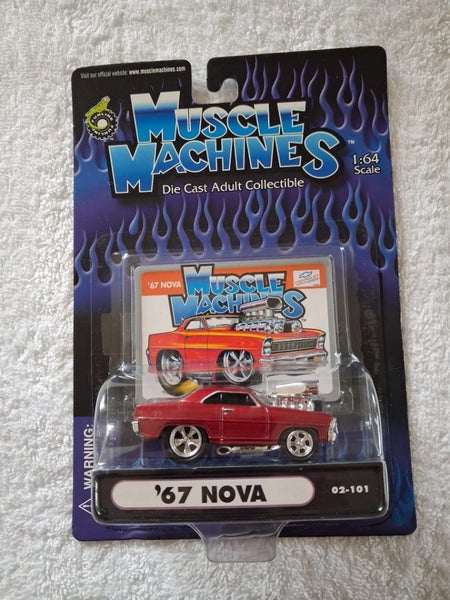 Visit our official website: www.musclemachines.com
MUSCLE
MACHINES™
1:64
Scale
Die Cast Adult Collectible
'67 NOVA
MUSCLE
MACHINES
WARNING:
'67 NOVA
02-101